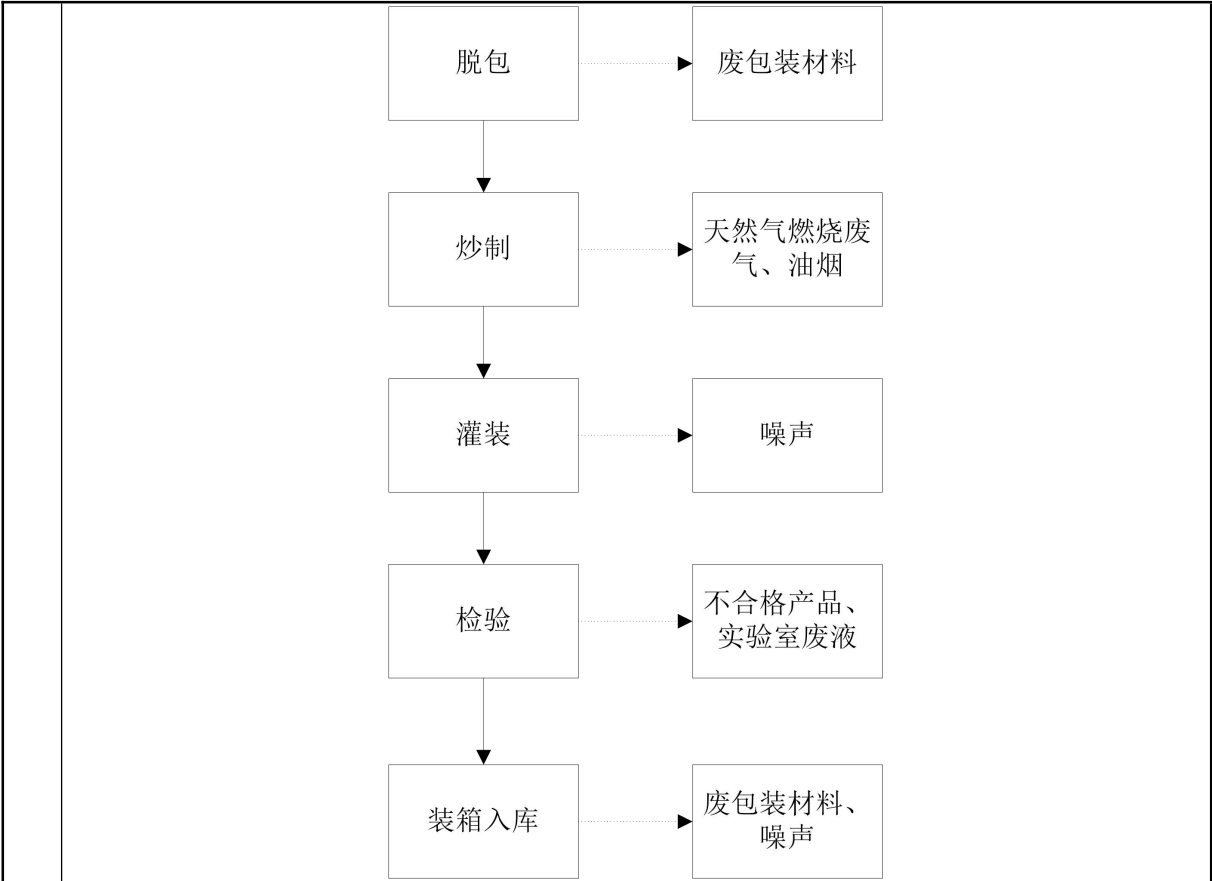 脱包
废包装材料
炒制
天然气燃烧废
气、油烟
灌装
噪声
检验
不合格产品、
实验室废液
装箱入库
废包装材料、
噪声